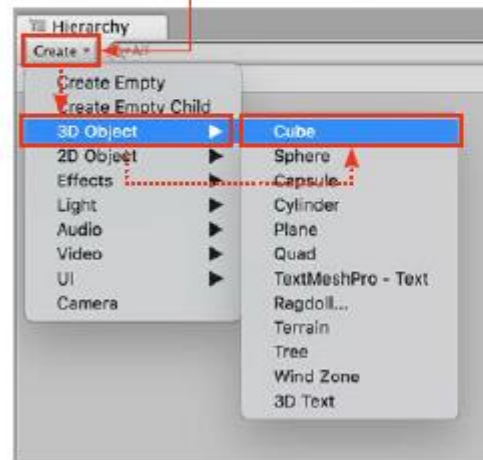 Hierarchy
Create
Create Empty
Create Empty Child
3D Object
2D Object
Effects
Light
Audio
Video
UI
Camera
Cube
Sphere
Capsule
Cylinder
Plane
Quad
TextMeshPro - Text
Ragdoll...
Terrain
Tree
Wind Zone
3D Text